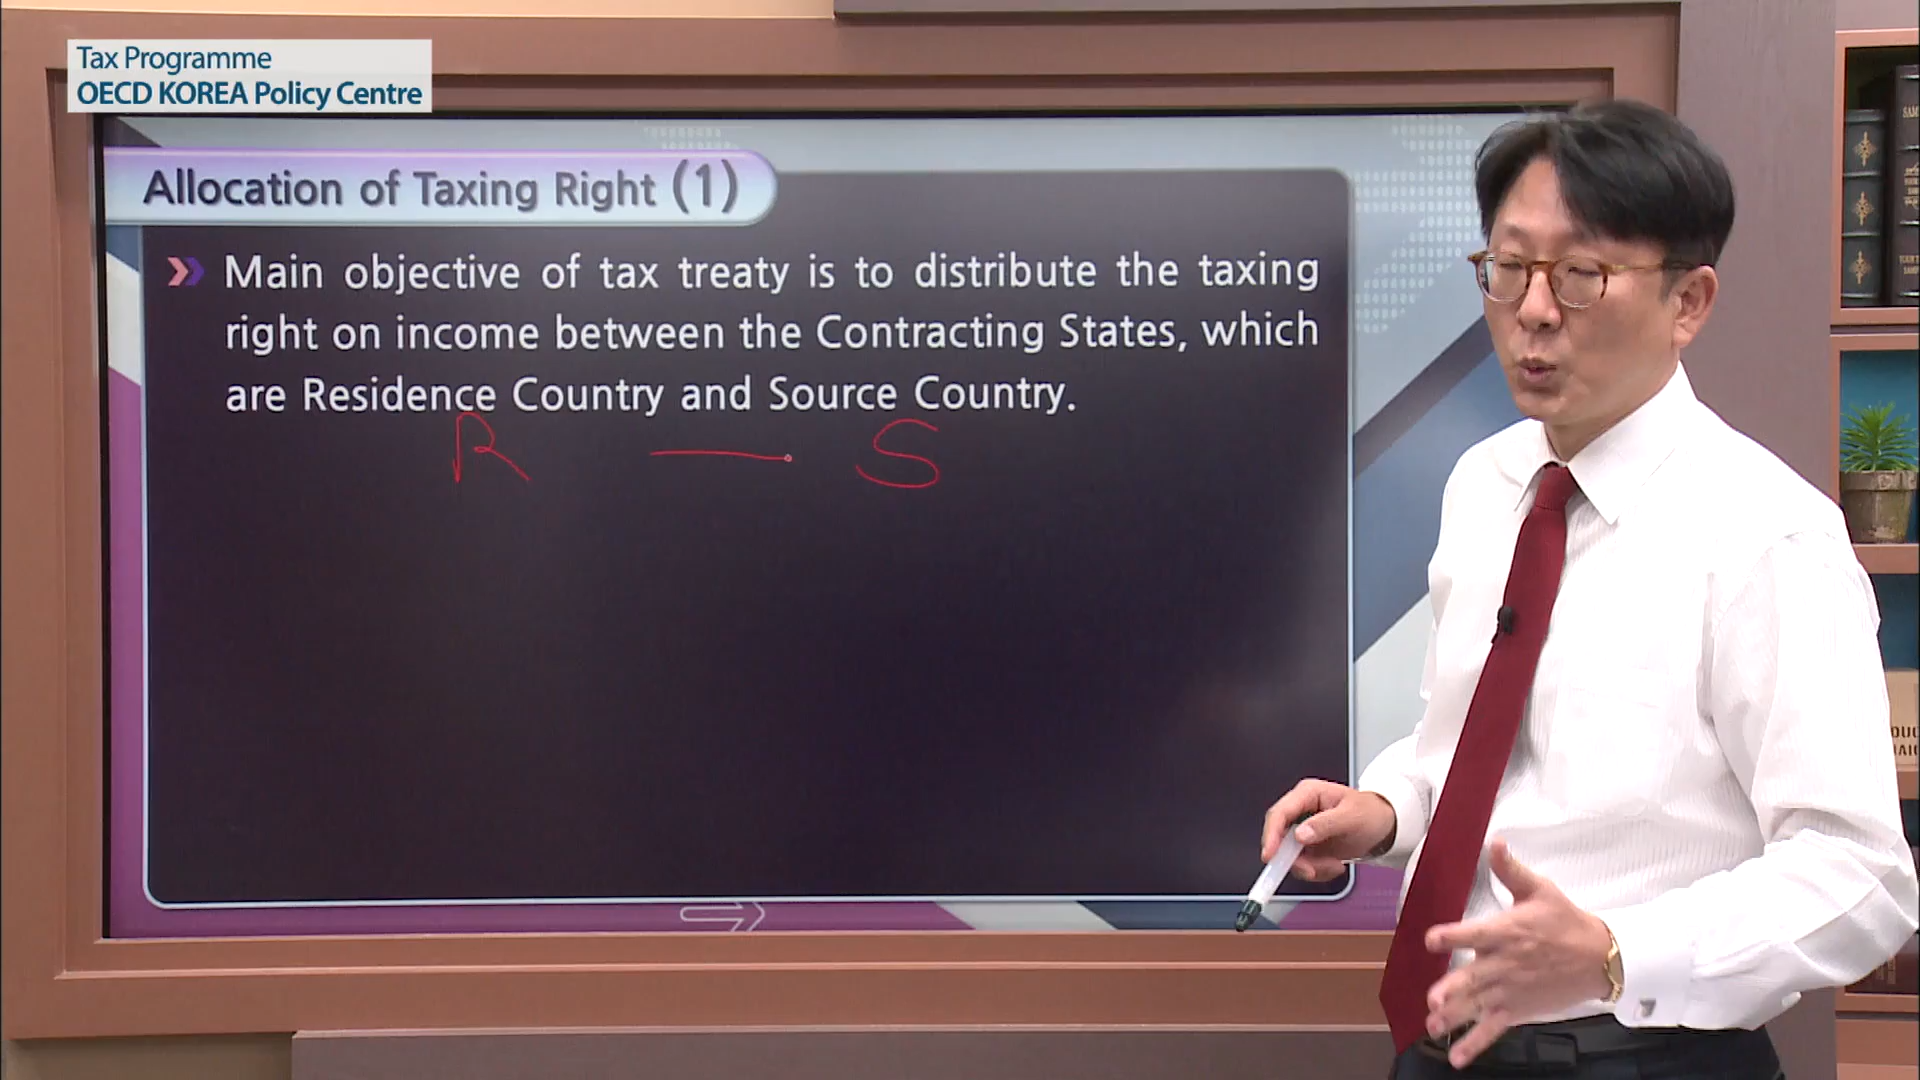 Tax Programme
OECD KOREA Policy Centre
Allocation of Taxing Right (1)
Main objective of tax treaty is to distribute the taxing
right on income between the Contracting States, which
are Residence Country and Source Country.
R — S